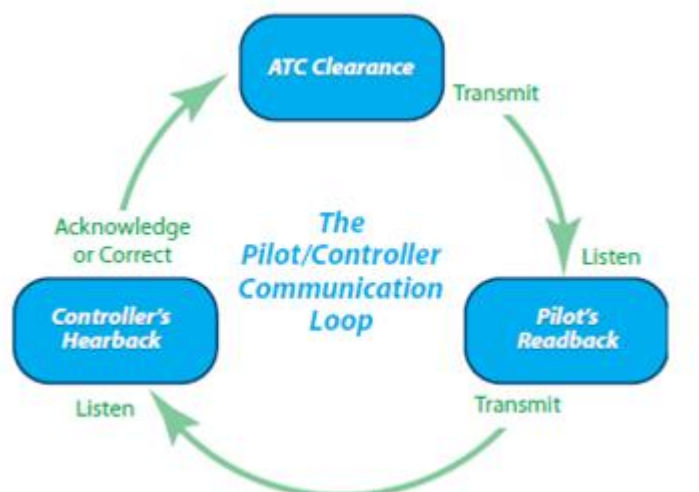 ATC Clearance
Transmit
Listen
Pilot's
Readback
Transmit
Listen
Controller's
Hearback
Acknowledge
or Correct
The
Pilot/Controller
Communication
Loop